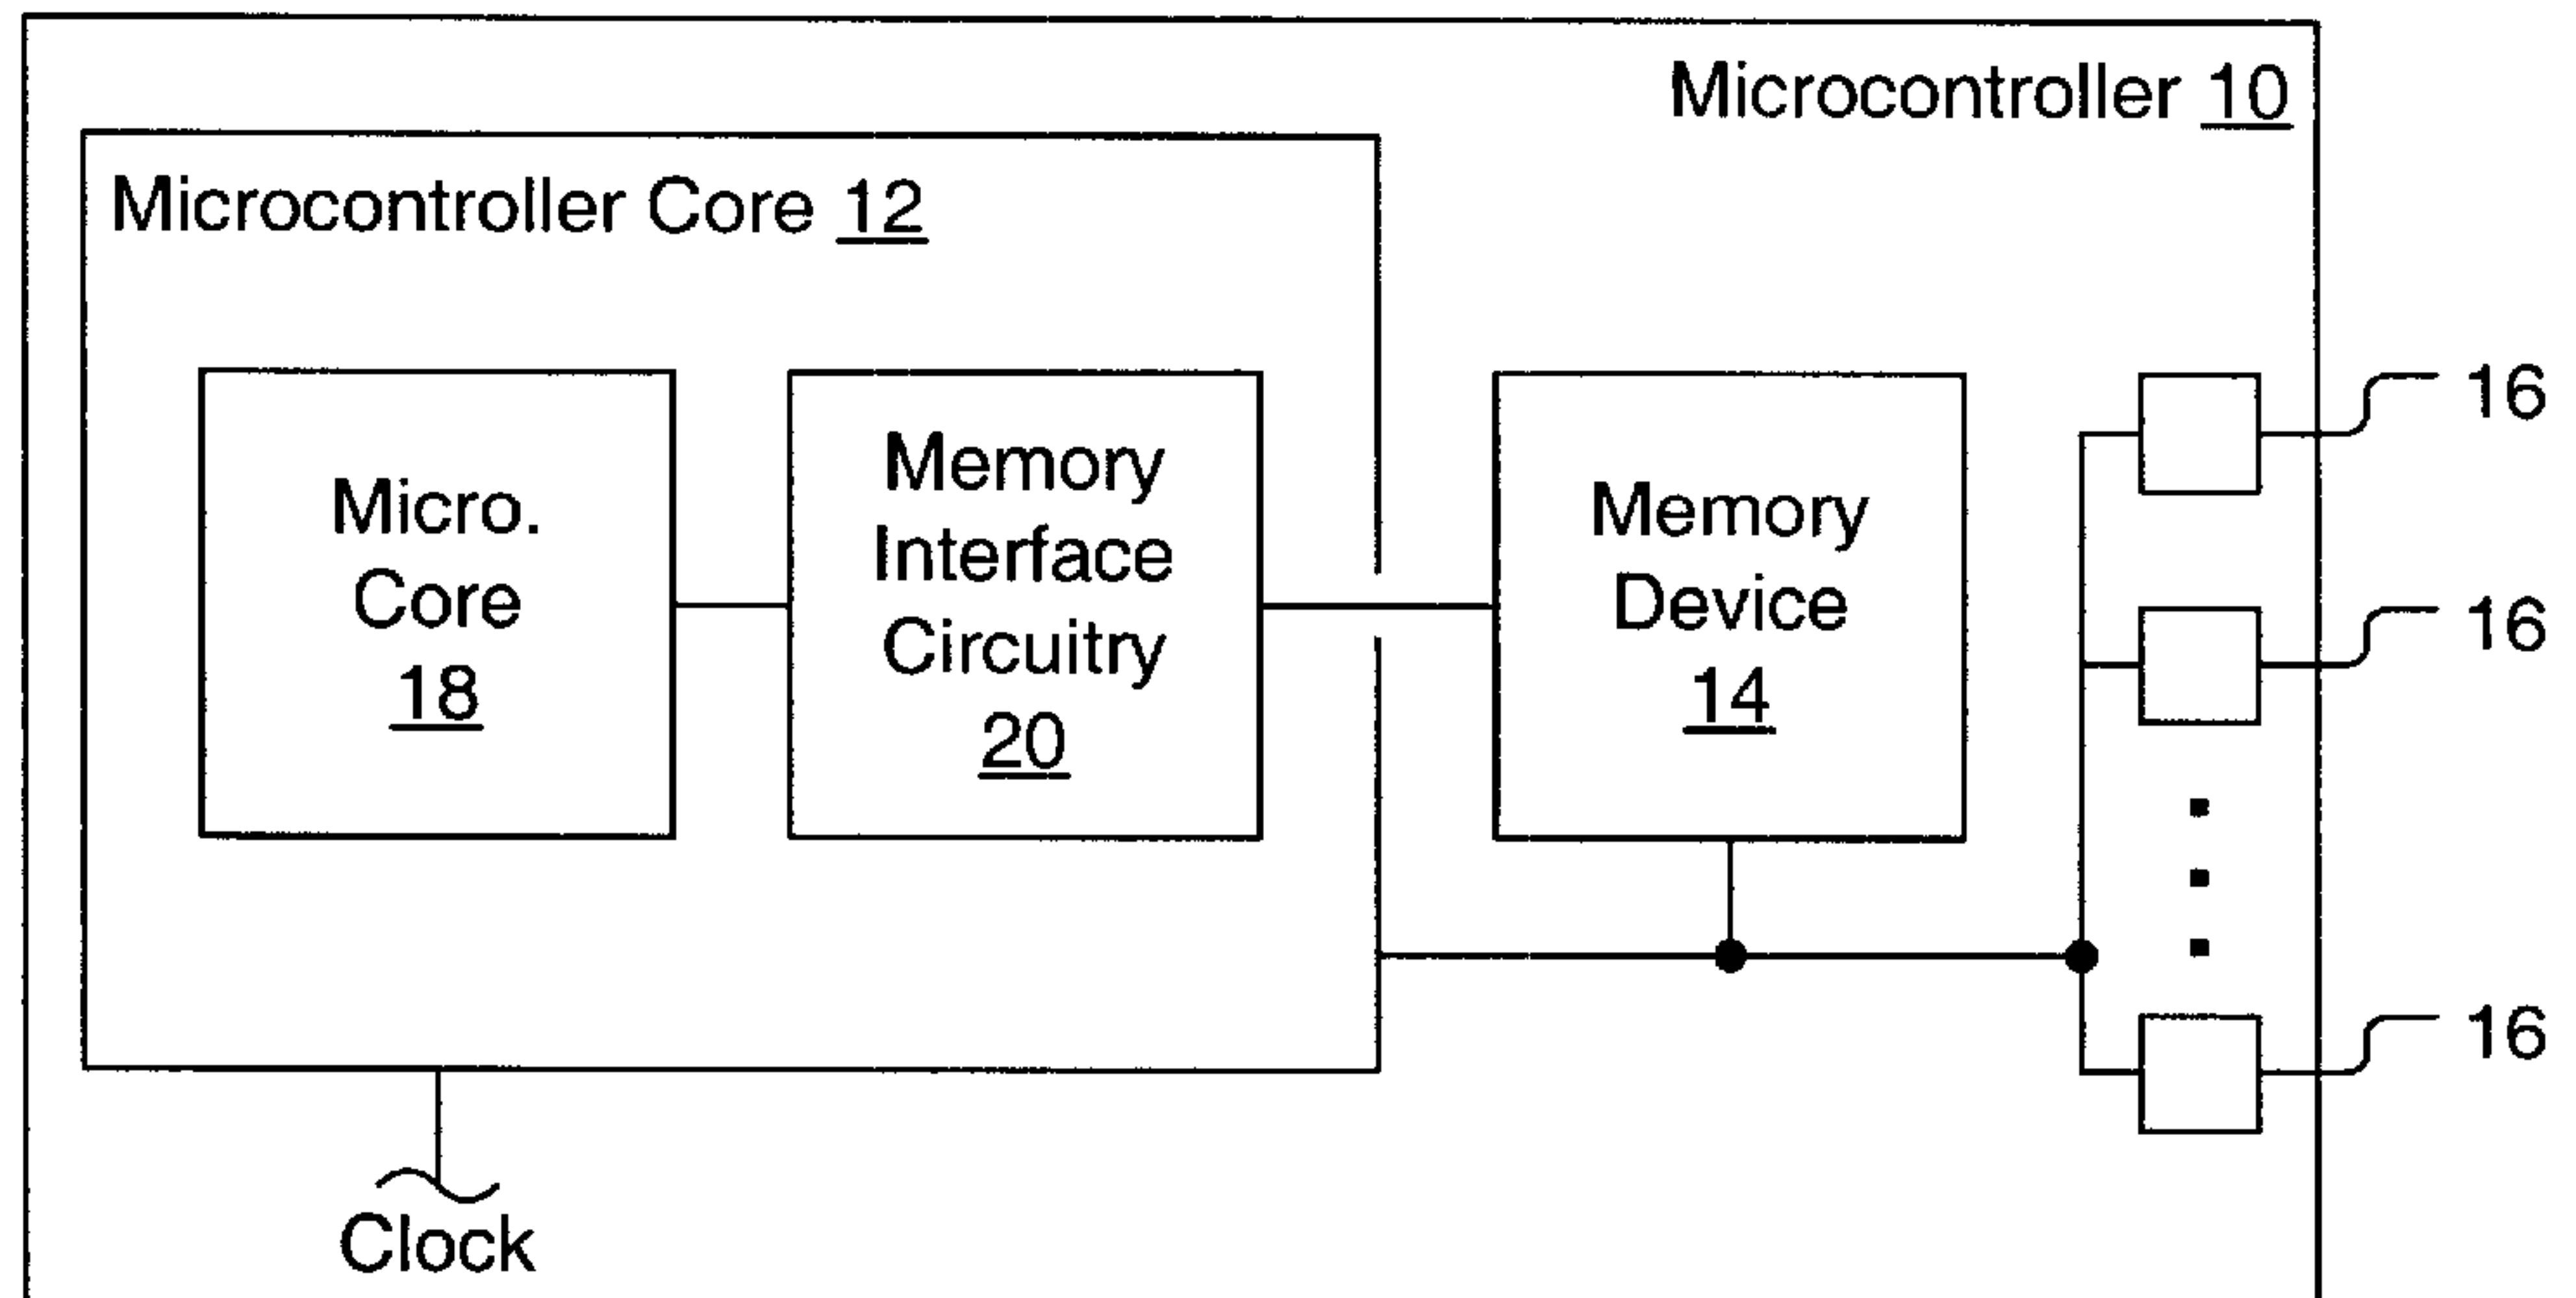 Microcontroller 10
Microcontroller Core 12
Micro.
Core
18
Memory
Interface
Circuitry
20
Memory
Device
14
16
16
16
Clock